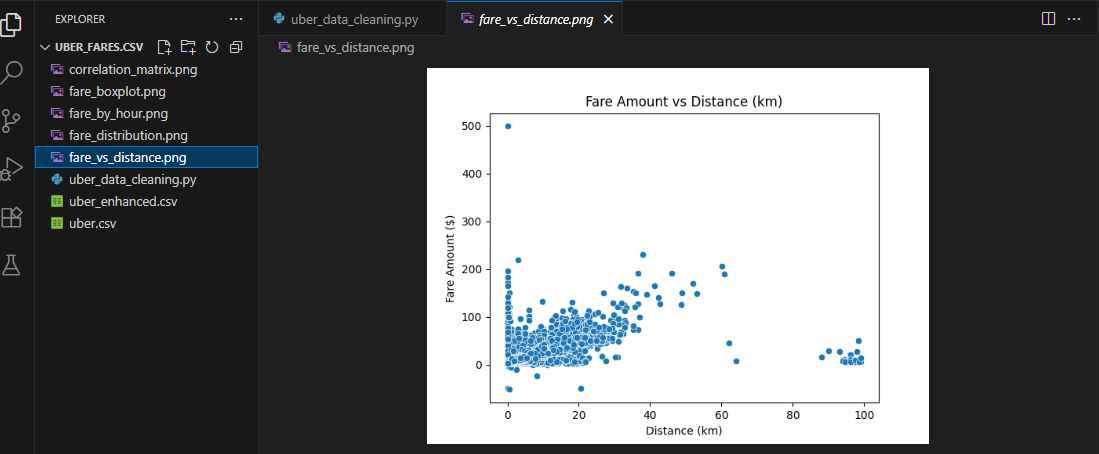 EXPLORER
UBER_FARES.CSV
correlation_matrix.png
fare_boxplot.png
fare_by_hour.png
fare_distribution.png
fare_vs_distance.png
uber_data_cleaning.py
uber_enhanced.csv
uber.csv
uber_data_cleaning.py
fare_vs_distance.png
fare_vs_distance.png
Fare Amount vs Distance (km)
Fare Amount ($)
500
400
300
200
100
0
0 20 40 60 80 100
Distance (km)